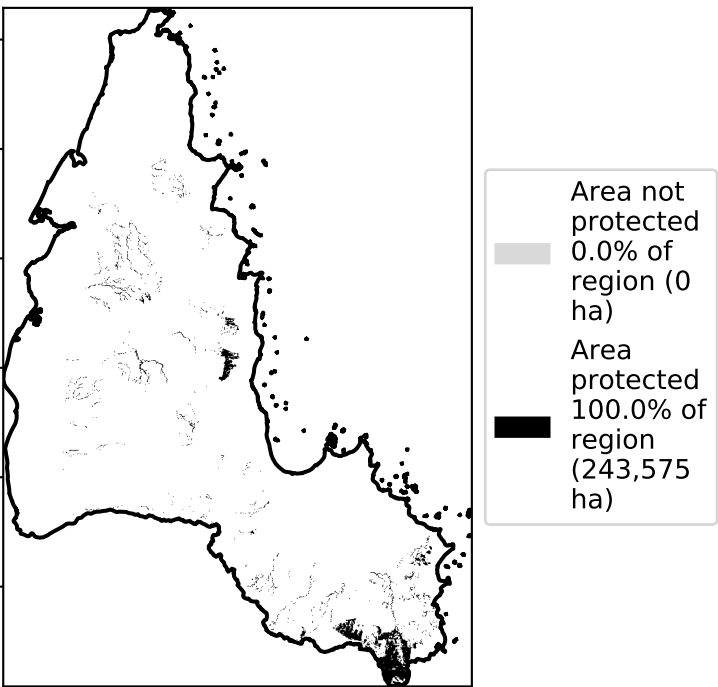 Area not
protected
0.0% of
region (0
ha)
Area
protected
100.0% of
region
(243,575
ha)